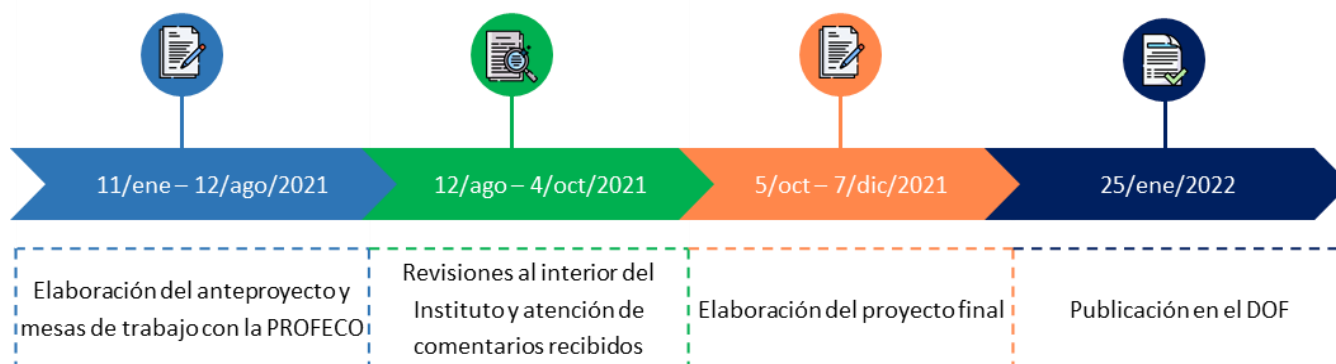 11/ene – 12/ago/2021
12/ago – 4/oct/2021
5/oct – 7/dic/2021
25/ene/2022
Elaboración del anteproyecto y
mesas de trabajo con la PROFECO
Revisiones al interior del
Instituto y atención de
comentarios recibidos
Elaboración del proyecto final
Publicación en el DOF